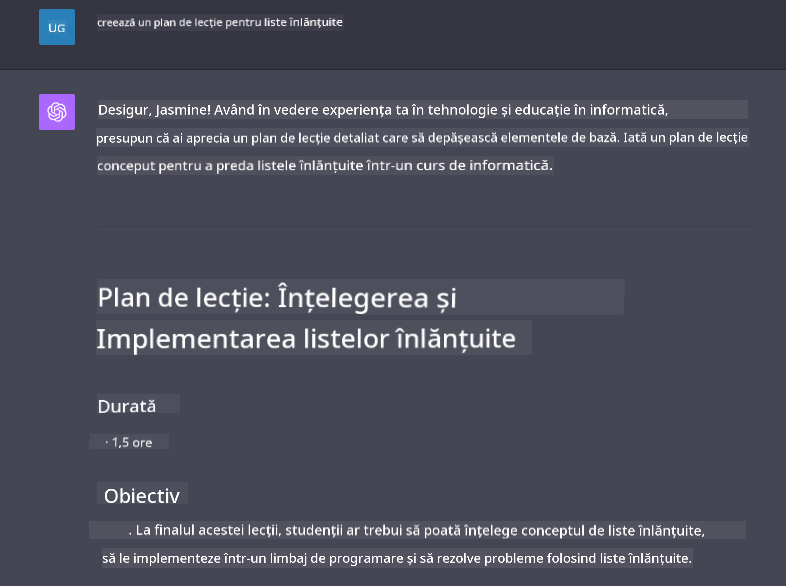 UG
creează un plan de lecție pentru liste înlănțuite
Desigur, Jasmine! Având în vedere experiența ta în tehnologie și educație în informatică,
presupun că ai aprecia un plan de lecție detaliat care să depășească elementele de bază. Iată un plan de lecție
conceput pentru a preda listele înlănțuite într-un curs de informatică.
Plan de lecție: Înțelegerea și
Implementarea listelor înlănțuite
Durată
· 1,5 ore
Obiectiv
. La finalul acestei lecții, studenții ar trebui să poată înțelege conceptul de liste înlănțuite,
să le implementeze într-un limbaj de programare și să rezolve probleme folosind liste înlănțuite.